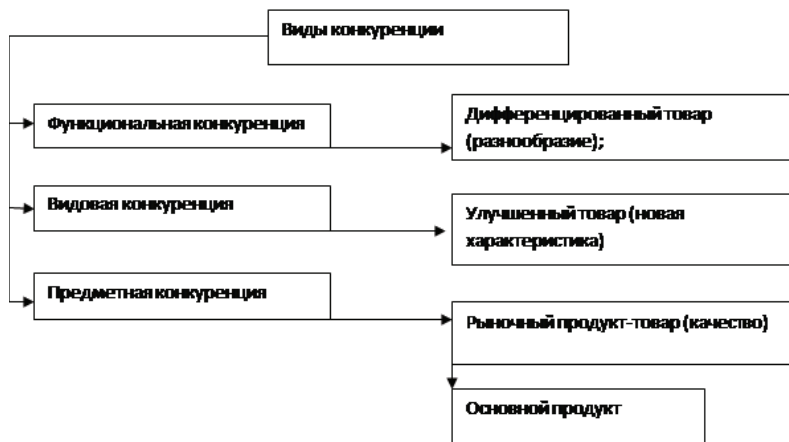 Виды конкуренции
Функциональная конкуренция
Дифференцированный товар
(разнообразие);
Видовая конкуренция
Улучшенный товар (новая
характеристика)
Предметная конкуренция
Рыночный продукт-товар (качество)
Основной продукт